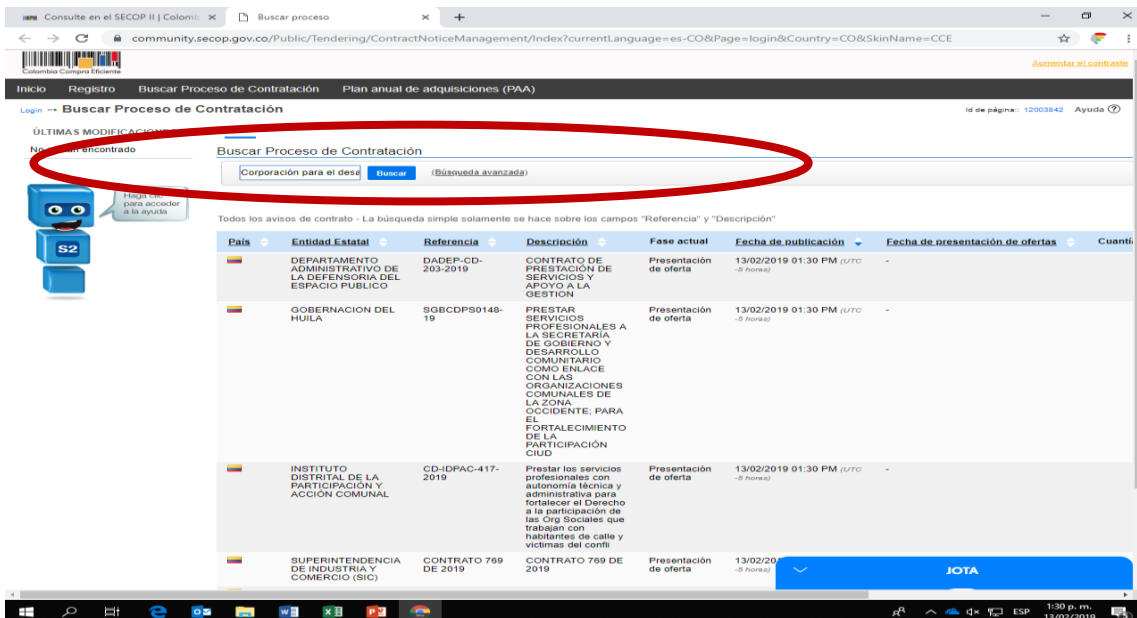 Consulte en el SECOP II | Colomb
Buscar proceso
community.secop.gov.co/Public/Tendering/ContractNoticeManagement/Index?currentLanguage=es-CO&Page=login&Country=CO&SkinName=CCE
Colombia Compra Eficiente
Aumentar el contraste
Inicio Registro Buscar Proceso de Contratación Plan anual de adquisiciones (PAA)
Login → Buscar Proceso de Contratación
Id de página:: 12003842 Ayuda
ÚLTIMAS
No encontrado
Buscar Proceso de Contratación
Corporación para el desa Buscar (Búsqueda avanzada)
Haga clic
para acceder
a la ayuda
S2
Todos los avisos de contrato - La búsqueda simple solamente se hace sobre los campos "Referencia" y "Descripción"
País Entidad Estatal Referencia Descripción Fase actual Fecha de publicación Fecha de presentación de ofertas Cuantí
DEPARTAMENTO DADEP-CD- CONTRATO DE Presentación 13/02/2019 01:30 PM (UTC -
ADMINISTRATIVO DE 203-2019 PRESTACIÓN DE de oferta -5 horas)
LA DEFENSORIA DEL SERVICIOS Y
ESPACIO PUBLICO APOYO A LA
GESTION
GOBERNACION DEL SGBCDPS0148- PRESTAR Presentación 13/02/2019 01:30 PM (UTC -
HUILA 19 SERVICIOS de oferta -5 horas)
PROFESIONALES A
LA SECRETARÍA
DE GOBIERNO Y
DESARROLLO
COMUNITARIO
COMO ENLACE
CON LAS
ORGANIZACIONES
COMUNALES DE
LA ZONA
OCCIDENTE; PARA
EL
FORTALECIMIENTO
DE LA
PARTICIPACIÓN
CIUD
INSTITUTO CD-IDPAC-417- Prestar los servicios Presentación 13/02/2019 01:30 PM (UTC -
DISTRITAL DE LA 2019 profesionales con de oferta -5 horas)
PARTICIPACIÓN Y autonomía técnica y
ACCIÓN COMUNAL administrativa para
fortalecer el Derecho
a la participación de
las Org Sociales que
trabajan con
habitantes de calle y
victimas del confli
SUPERINTENDENCIA CONTRATO 769 CONTRATO 769 DE Presentación 13/02/20
DE INDUSTRIA Y DE 2019 2019 de oferta -5 horas)
COMERCIO (SIC)
JOTA
ESP
1:30 p. m.
13/02/2019